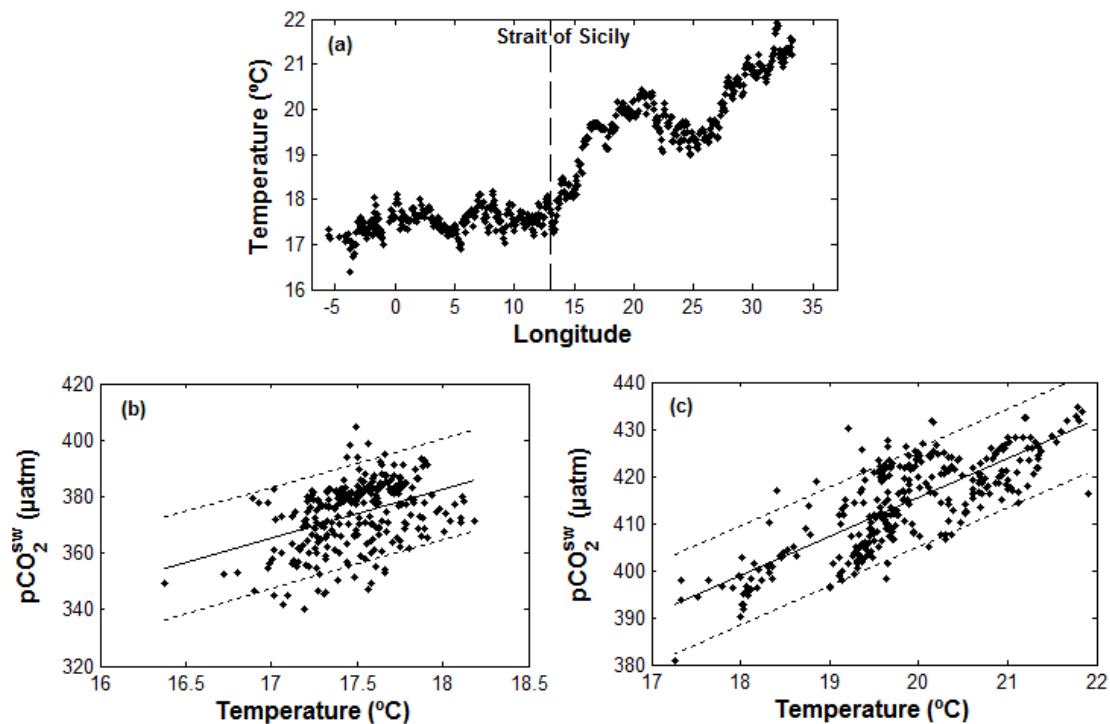 (a)
Strait of Sicily
Temperature (ºC)
22
21
20
19
18
17
16
-5 0 5 10 15 20 25 30 35
Longitude
(b)
pCO₂ˢʷ (µatm)
420
400
380
360
340
320
16 16.5 17 17.5 18 18.5
Temperature (ºC)
(c)
pCO₂ˢʷ (µatm)
440
430
420
410
400
390
380
17 18 19 20 21 22
Temperature (ºC)